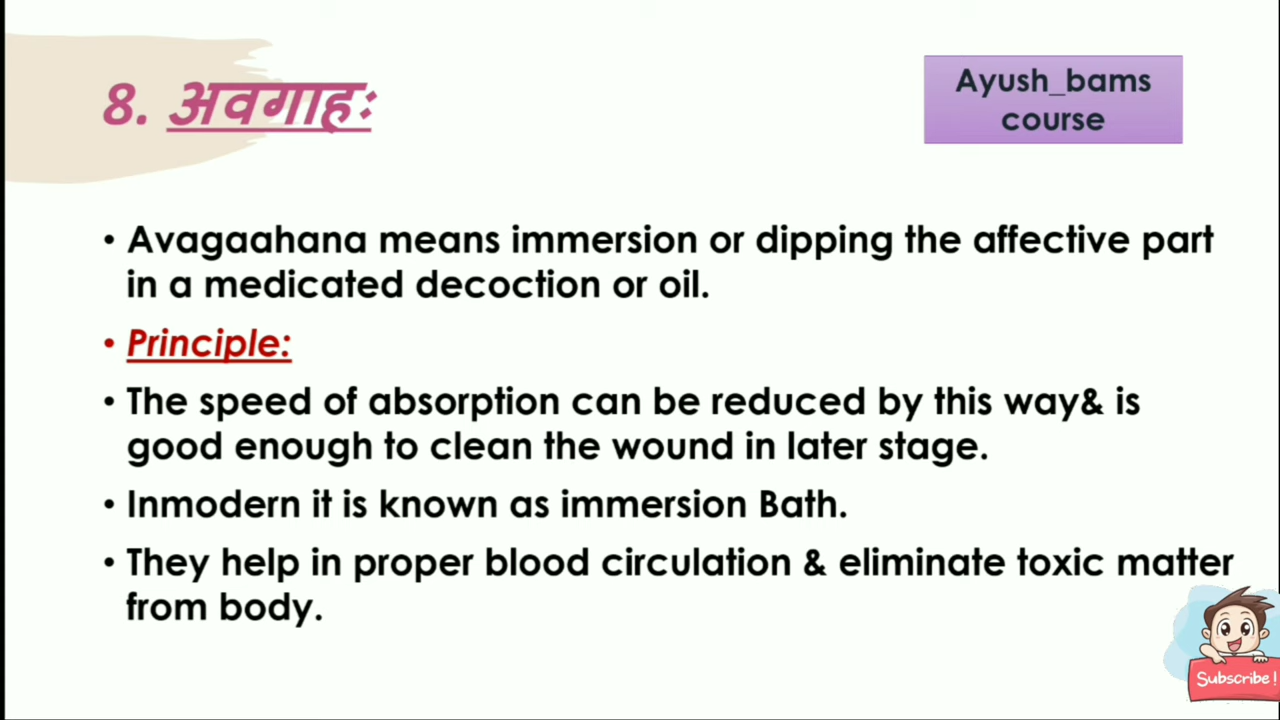 8. अवगाहः
Ayush_bams
course
• Avagaahana means immersion or dipping the affective part
in a medicated decoction or oil.
• Principle:
• The speed of absorption can be reduced by this way& is
good enough to clean the wound in later stage.
• Inmodern it is known as immersion Bath.
• They help in proper blood circulation & eliminate toxic matter
from body.
Subscribe!